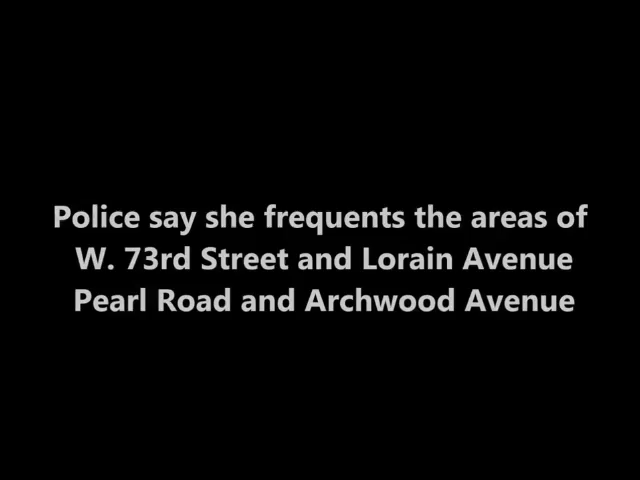 Police say she frequents the areas of
W. 73rd Street and Lorain Avenue
Pearl Road and Archwood Avenue